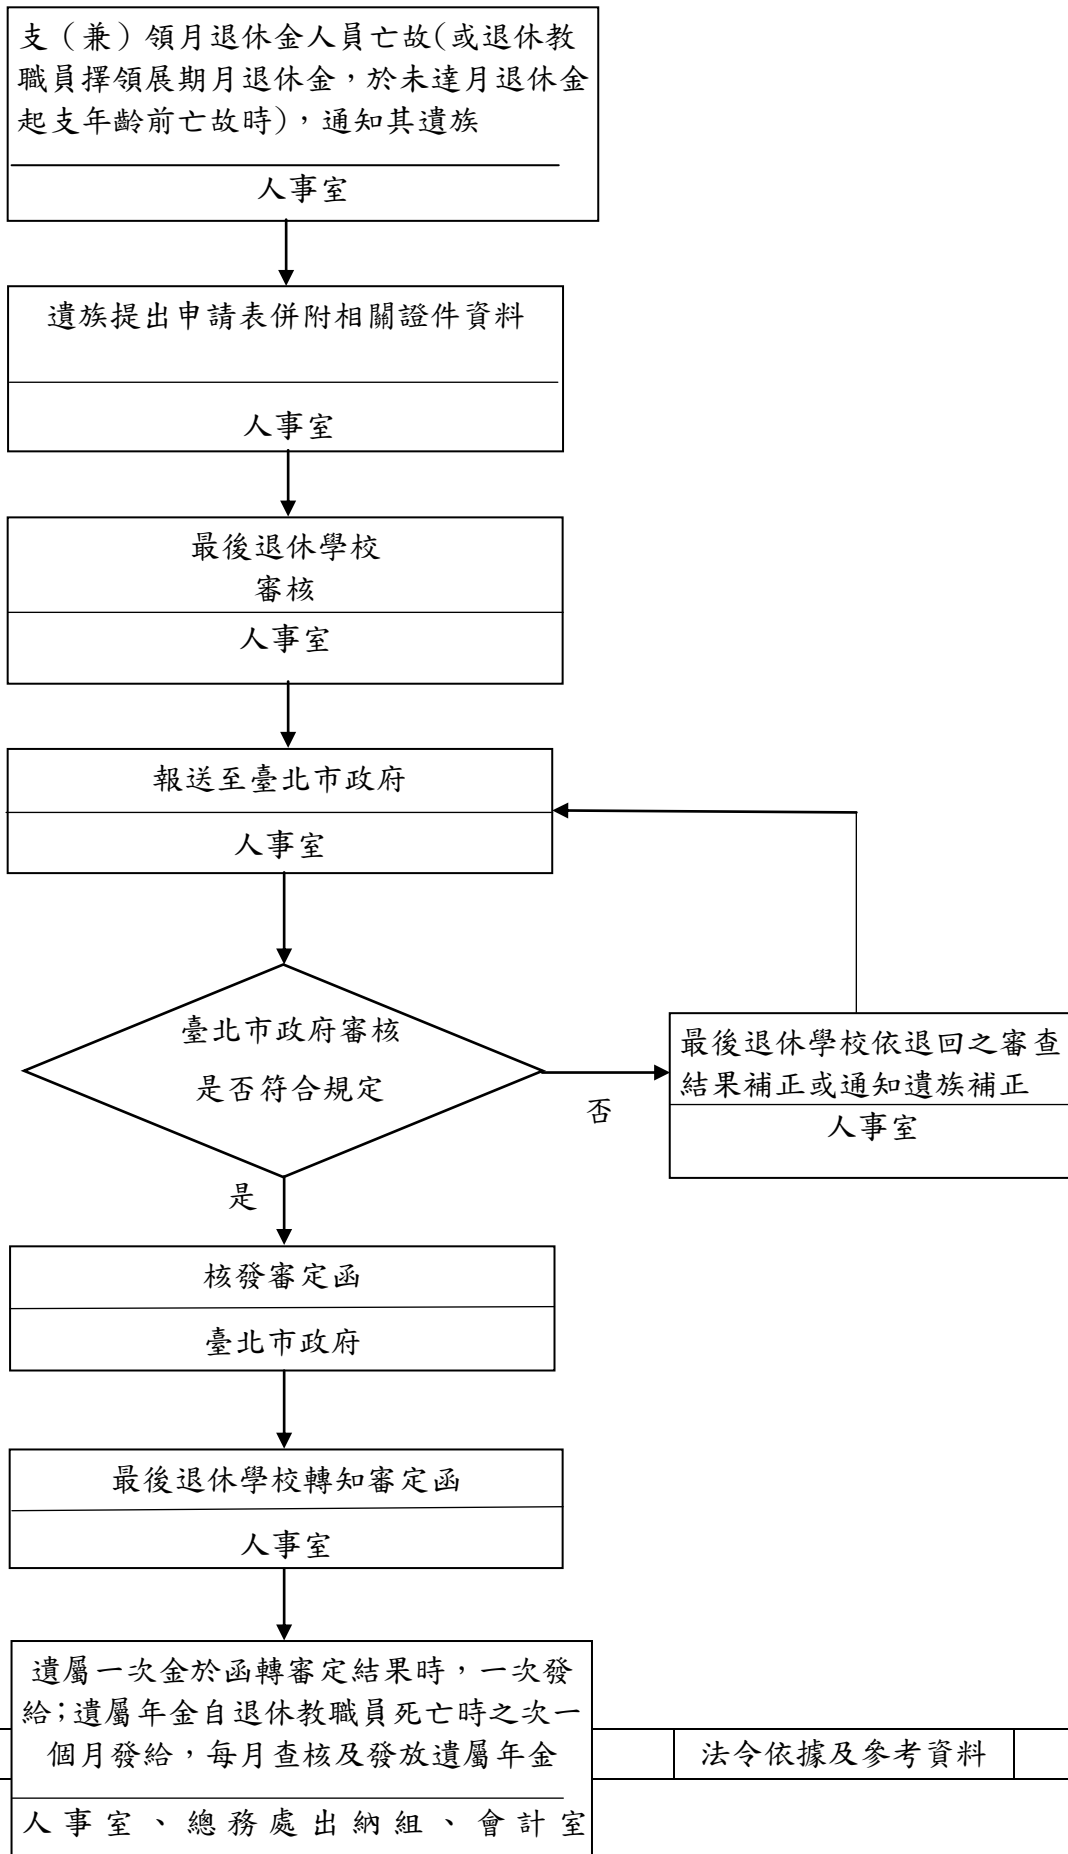 支（兼）領月退休金人員亡故(或退休教
職員擇領展期月退休金，於未達月退休金
起支年齡前亡故時)，通知其遺族
人事室
遺族提出申請表併附相關證件資料
人事室
最後退休學校
審核
人事室
報送至臺北市政府
人事室
臺北市政府審核
是否符合規定
否
最後退休學校依退回之審查
結果補正或通知遺族補正
人事室
是
核發審定函
臺北市政府
最後退休學校轉知審定函
人事室
遺屬一次金於函轉審定結果時，一次發
給;遺屬年金自退休教職員死亡時之次一
個月發給，每月查核及發放遺屬年金
人事室、總務處出納組、會計室
法令依據及參考資料